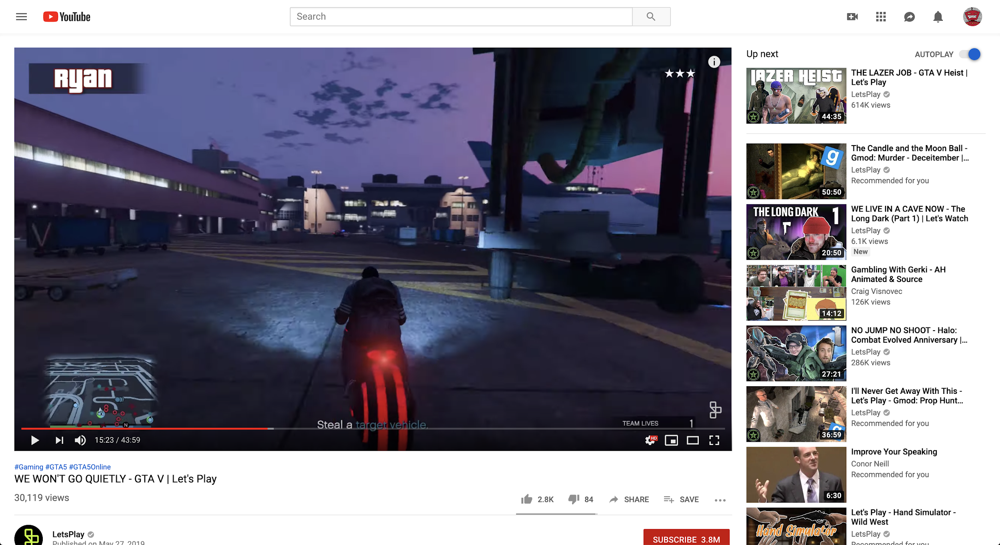 YouTube
Search
Ryan
Steal a target vehicle.
TEAM LIVES 1
N
15:23 / 43:59
HD
#Gaming #GTA5 #GTA5Online
WE WON'T GO QUIETLY - GTA V | Let's Play
30,119 views
2.8K
84
SHARE
SAVE
LetsPlay
Published on May 27, 2019
SUBSCRIBE 3.8M
Up next
AUTOPLAY
LAZER HEIST
44:35
THE LAZER JOB - GTA V Heist |
Let's Play
LetsPlay
614K views
g
50:50
The Candle and the Moon Ball -
Gmod: Murder - Deceitember |...
LetsPlay
Recommended for you
THE LONG DARK 1
20:50
WE LIVE IN A CAVE NOW - The
Long Dark (Part 1) | Let's Watch
LetsPlay
6.1K views
New
14:12
Gambling With Gerki - AH
Animated & Source
Craig Visnovec
126K views
1
27:21
NO JUMP NO SHOOT - Halo:
Combat Evolved Anniversary |...
LetsPlay
286K views
36:59
I'll Never Get Away With This -
Let's Play - Gmod: Prop Hunt...
LetsPlay
Recommended for you
6:30
Improve Your Speaking
Conor Neill
Recommended for you
Hand Simulator
Let's Play - Hand Simulator -
Wild West
LetsPlay
Recommended for you